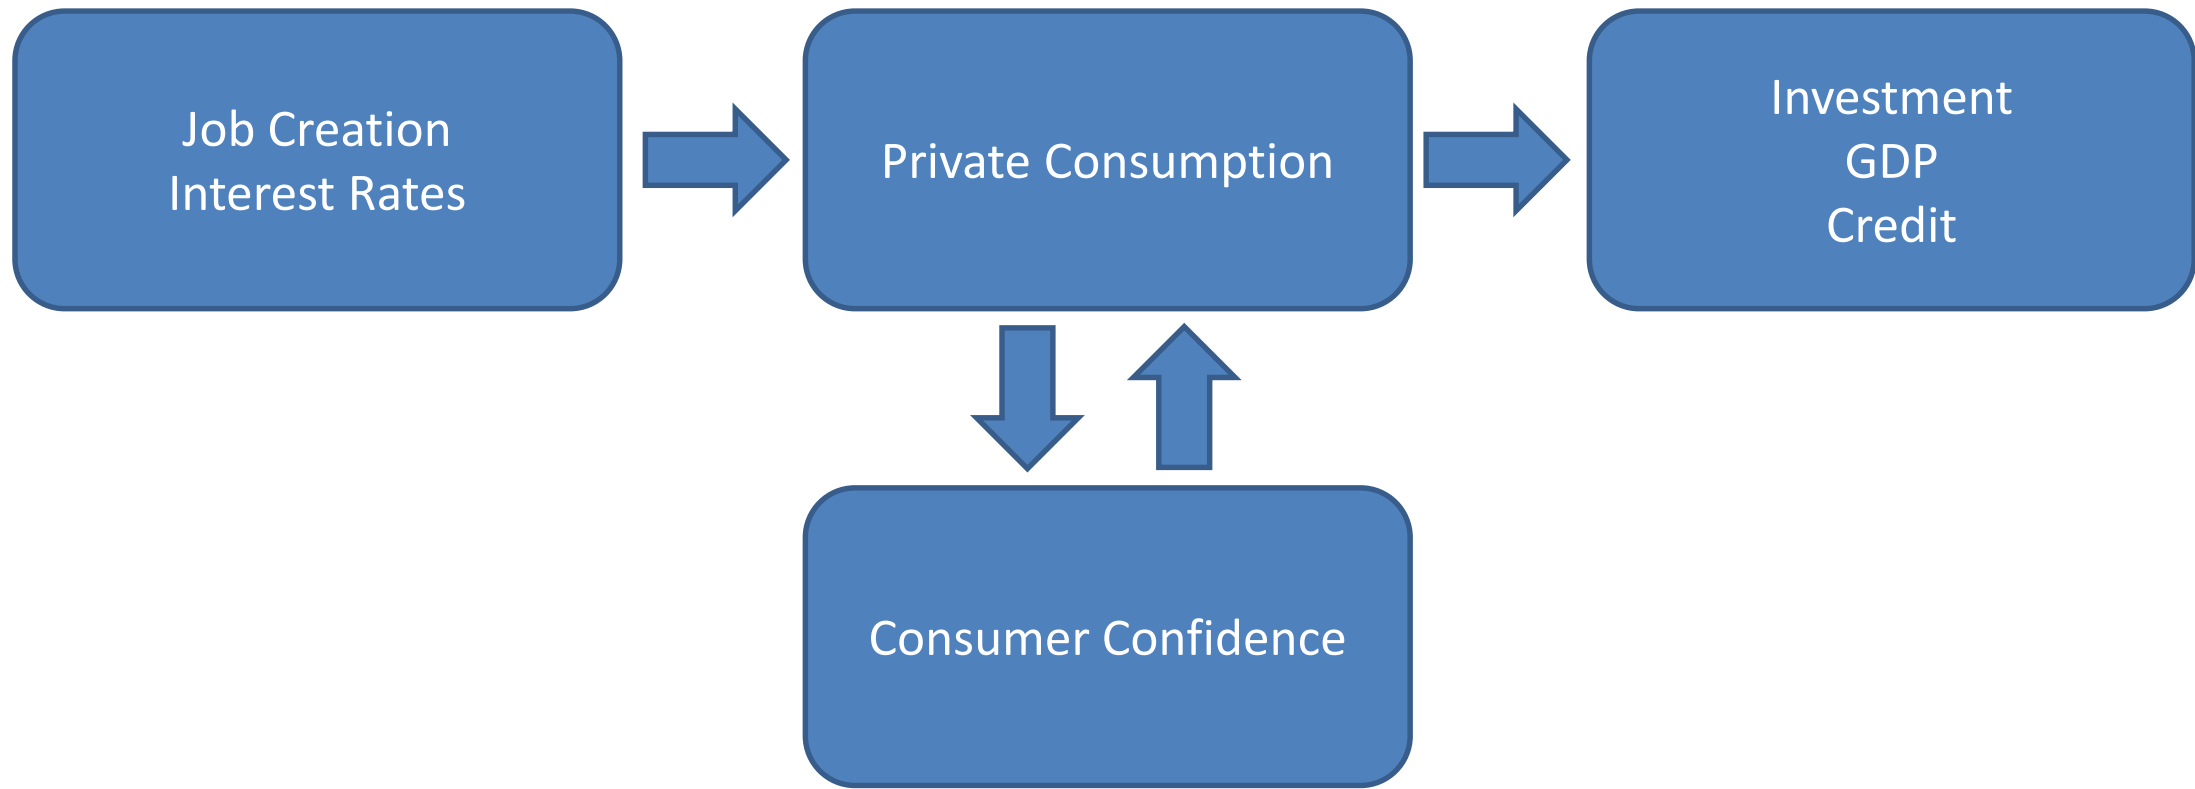 Job Creation
Interest Rates
Private Consumption
Investment
GDP
Credit
Consumer Confidence